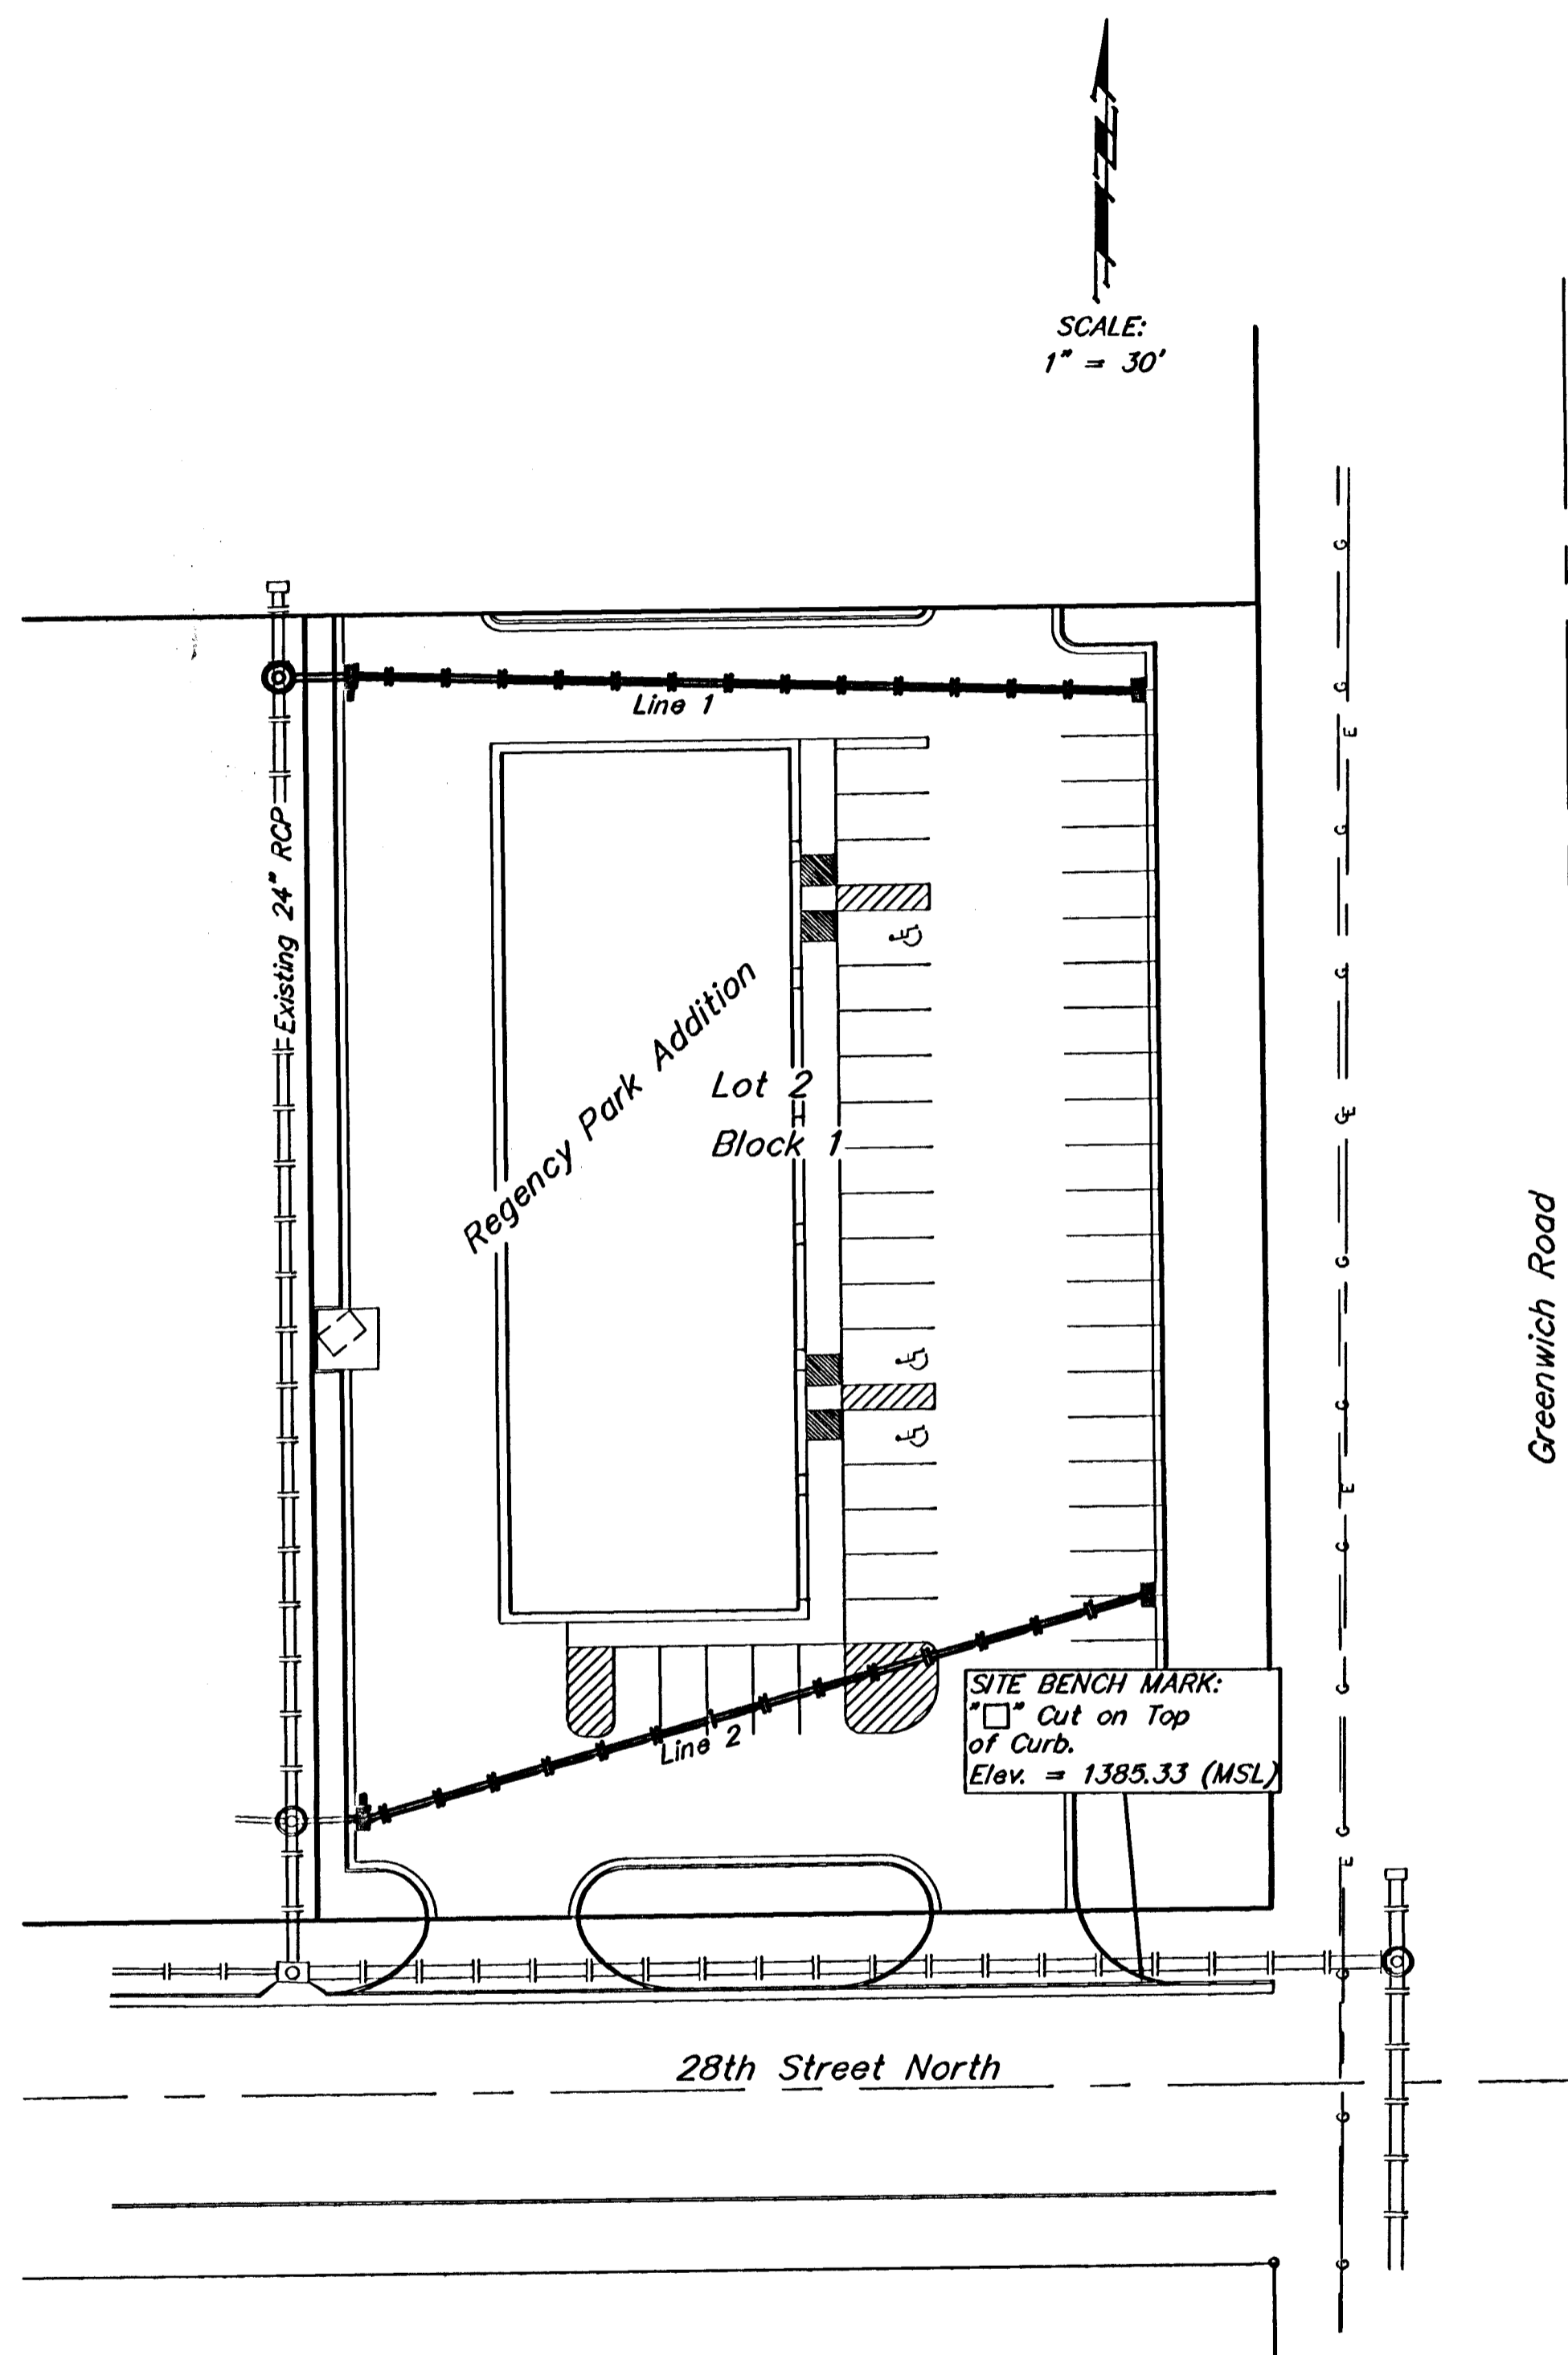 SCALE:
1" = 30'
Line 1
Existing 24" RCP
Regency Park Addition
Lot 2
Block 1
Greenwich Road
Line 2
SITE BENCH MARK:
"□" Cut on Top
of Curb.
Elev. = 1385.33 (MSL)
28th Street North
G
G
E
G
G
G
E
G
G
E
G
G
G
E
G
G
G